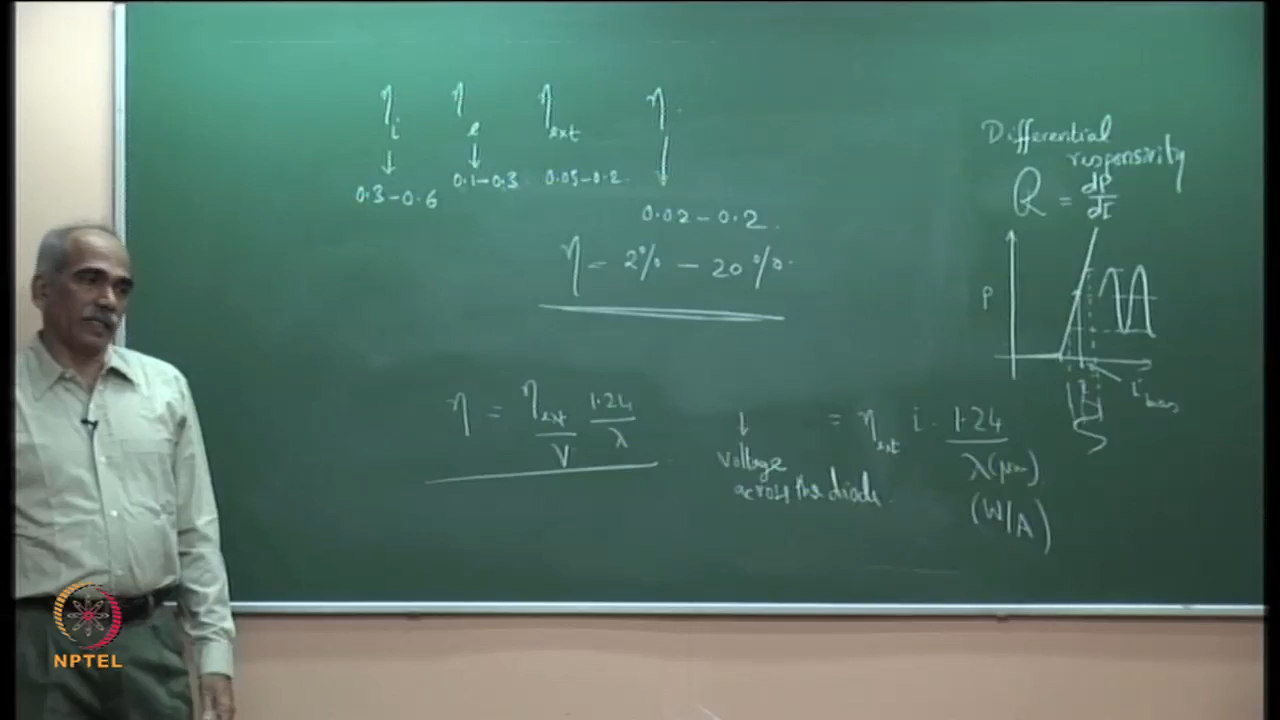 η_i η_e η_ext η
0.3–0.6 0.1–0.3 0.05–0.2
0.02–0.2
η = 2% – 20%
η = η_ext/V 1.24/λ
voltage
across the diode
= η_ext i · 1.24/λ(μm)
(W/A)
Differential
responsivity
R = dP/dI
P
i_bias
NPTEL